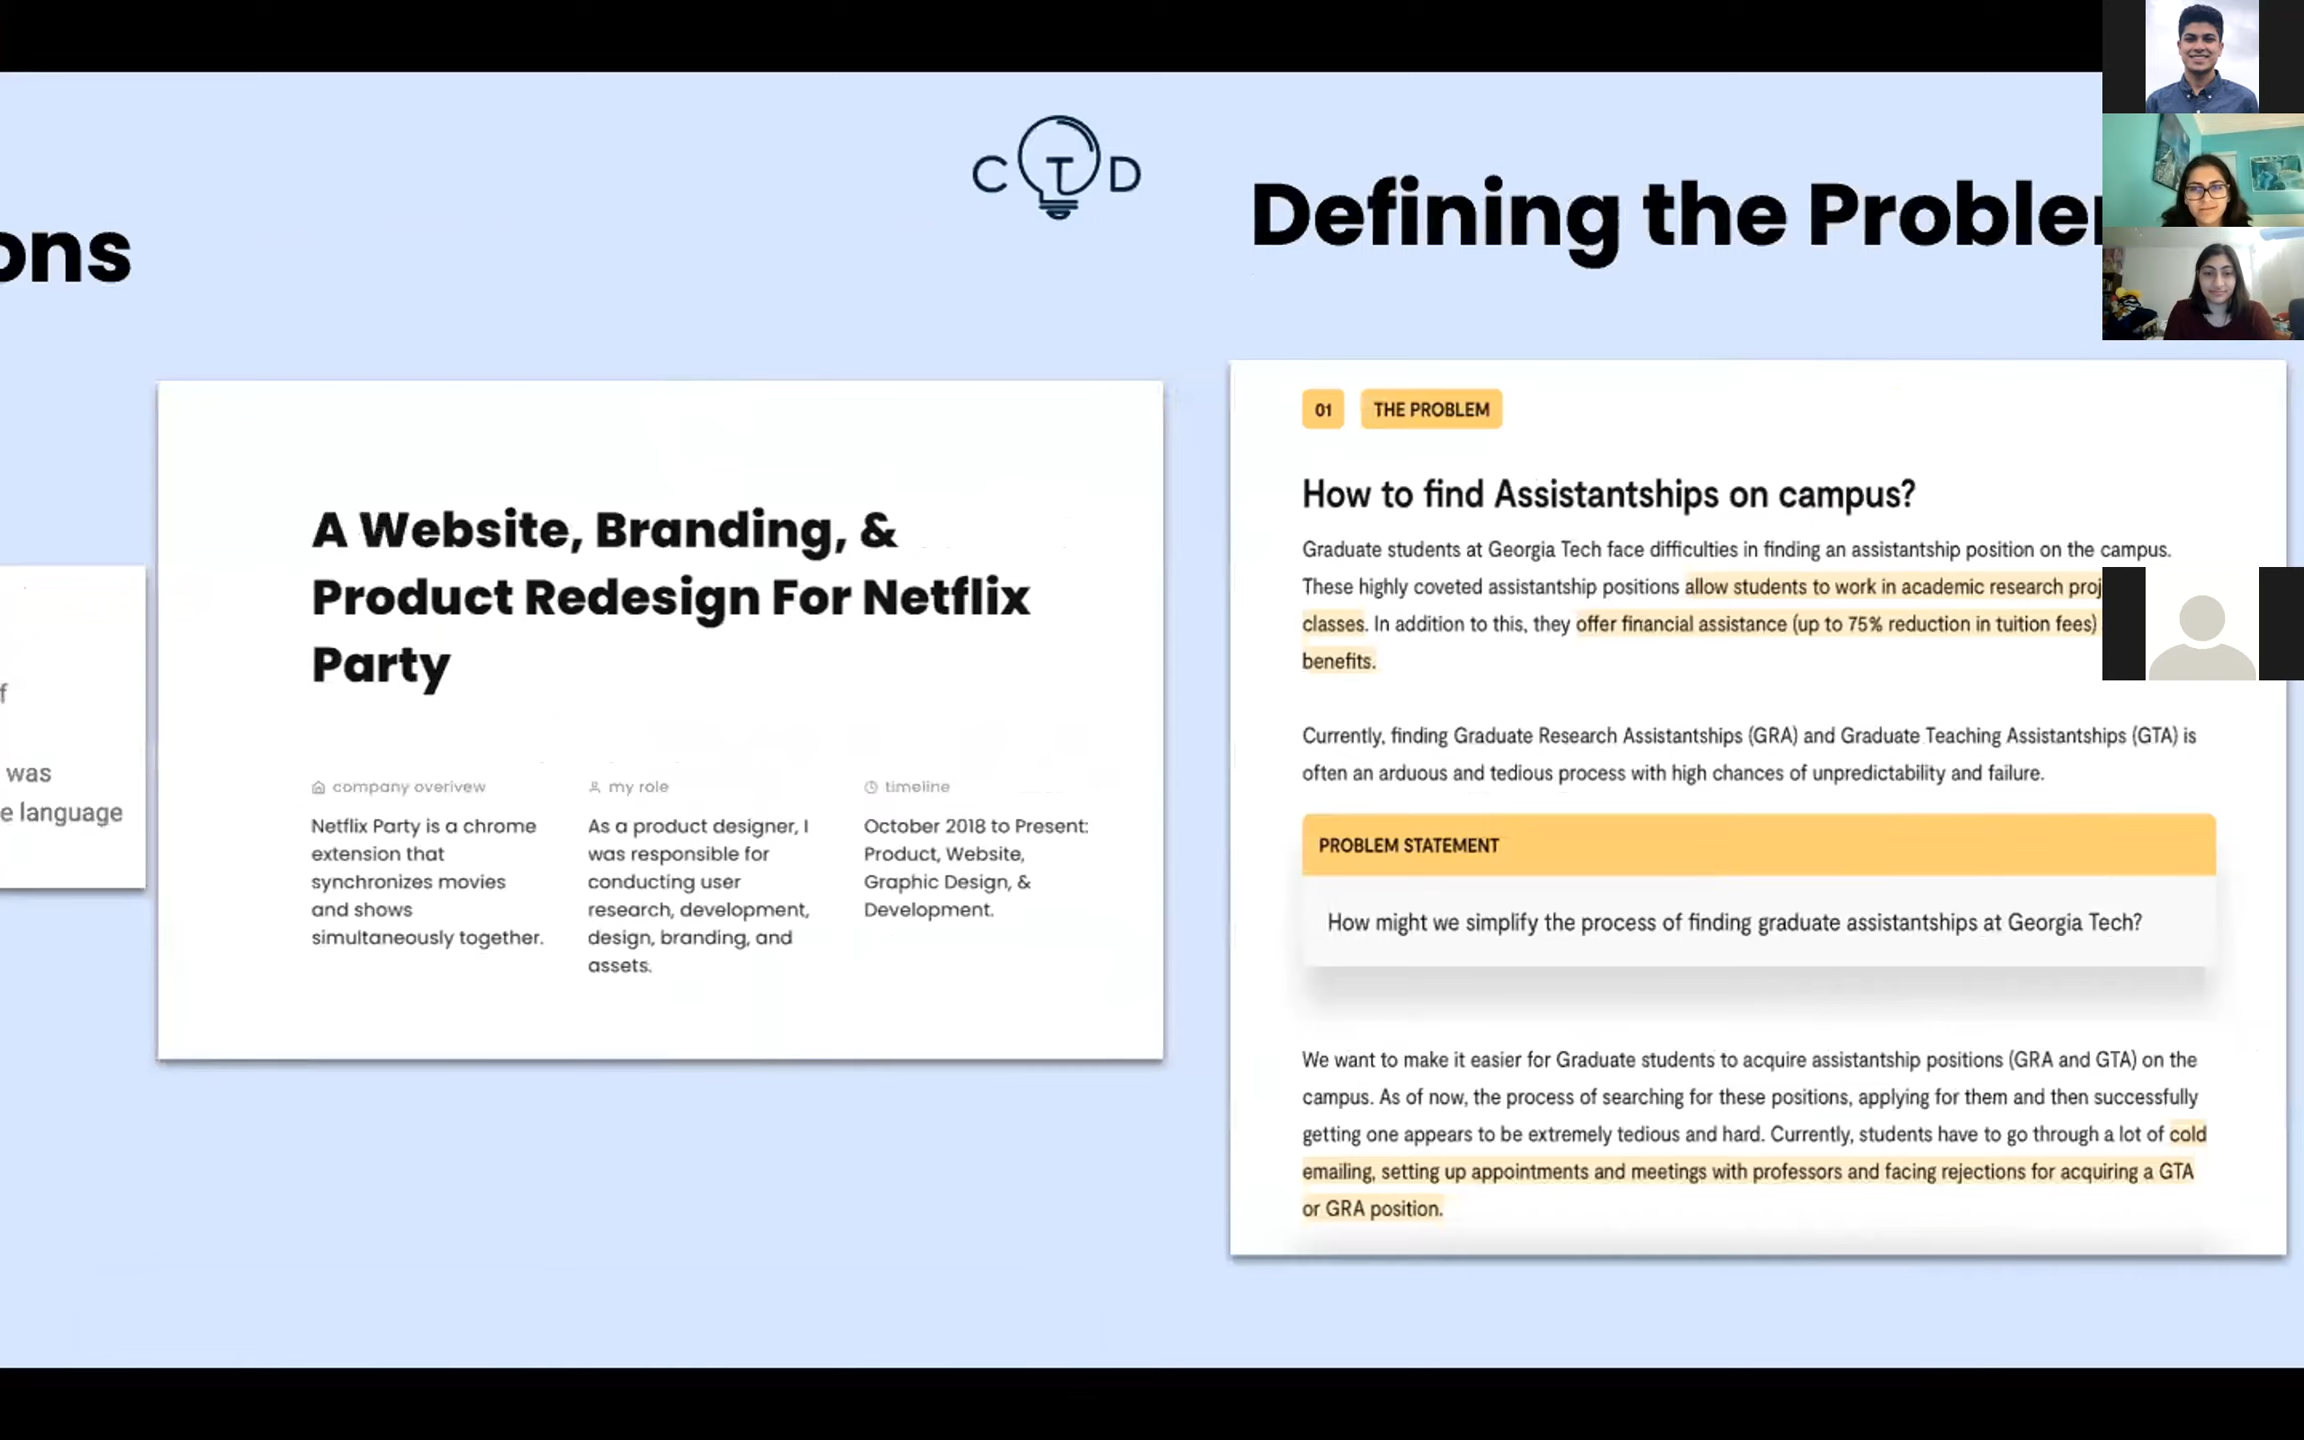 ons
f
was
e language
C T D
A Website, Branding, &
Product Redesign For Netflix
Party
company overivew
Netflix Party is a chrome
extension that
synchronizes movies
and shows
simultaneously together.
my role
As a product designer, I
was responsible for
conducting user
research, development,
design, branding, and
assets.
timeline
October 2018 to Present:
Product, Website,
Graphic Design, &
Development.
Defining the Proble
01 THE PROBLEM
How to find Assistantships on campus?
Graduate students at Georgia Tech face difficulties in finding an assistantship position on the campus.
These highly coveted assistantship positions allow students to work in academic research proj
classes. In addition to this, they offer financial assistance (up to 75% reduction in tuition fees)
benefits.
Currently, finding Graduate Research Assistantships (GRA) and Graduate Teaching Assistantships (GTA) is
often an arduous and tedious process with high chances of unpredictability and failure.
PROBLEM STATEMENT
How might we simplify the process of finding graduate assistantships at Georgia Tech?
We want to make it easier for Graduate students to acquire assistantship positions (GRA and GTA) on the
campus. As of now, the process of searching for these positions, applying for them and then successfully
getting one appears to be extremely tedious and hard. Currently, students have to go through a lot of cold
emailing, setting up appointments and meetings with professors and facing rejections for acquiring a GTA
or GRA position.